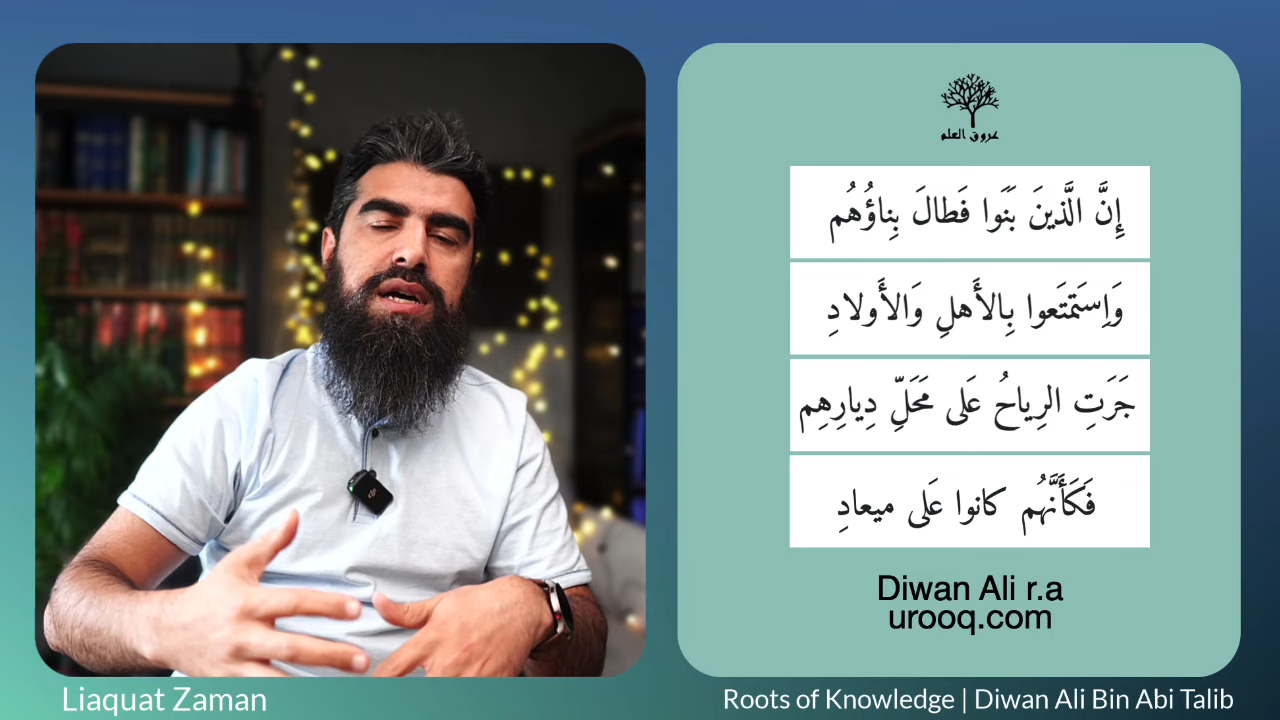 عروق العلم
إِنَّ الَّذينَ بَنَوا فَطالَ بِناؤُهُم
وَاِستَمتَعوا بِالأَهلِ وَالأَولادِ
جَرَتِ الرِياحُ عَلى مَحَلِّ دِيارِهِم
فَكَأَنَّهُم كانوا عَلى ميعادِ
Diwan Ali r.a
urooq.com
Liaquat Zaman
Roots of Knowledge | Diwan Ali Bin Abi Talib